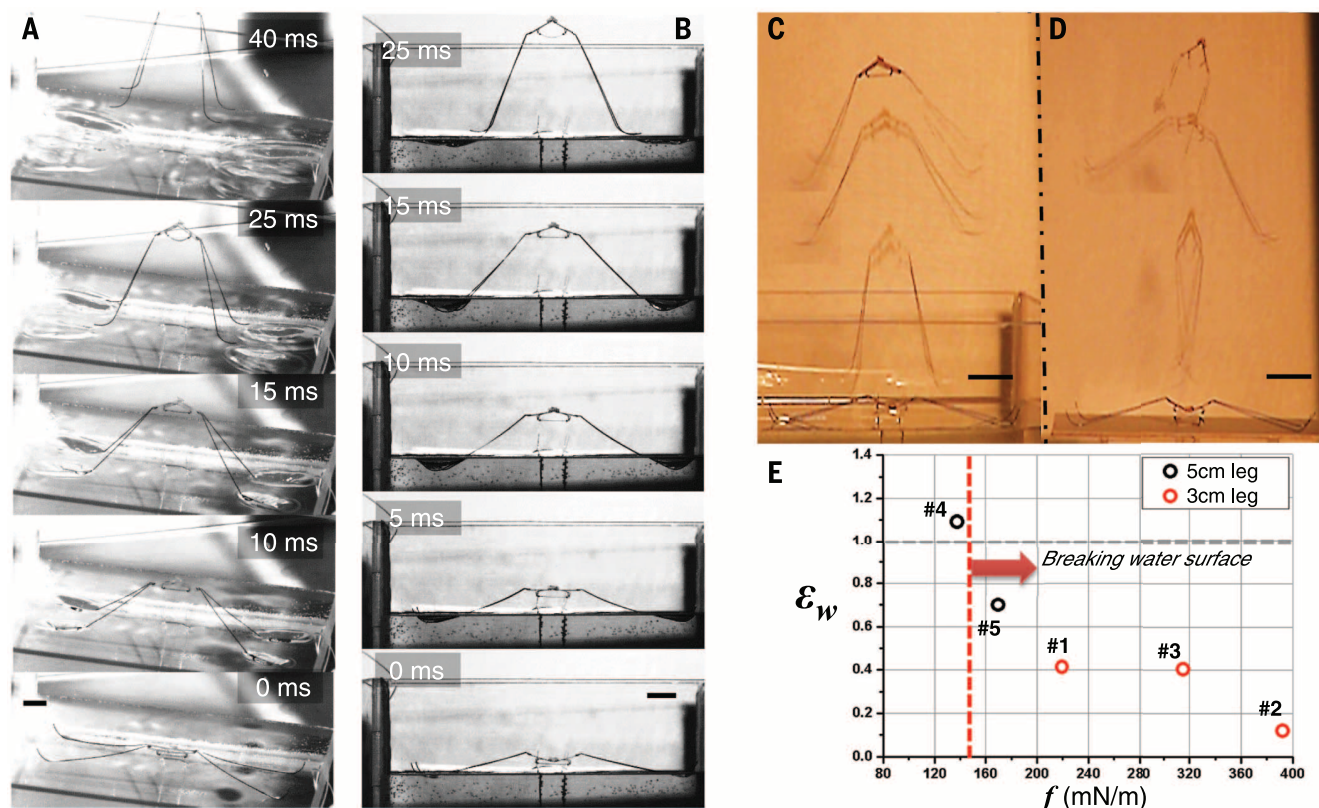 A
40 ms
25 ms
15 ms
10 ms
0 ms
B
25 ms
15 ms
10 ms
5 ms
0 ms
C
D
E
1.4
1.2
1.0
0.8
0.6
0.4
0.2
0.0
εw
5cm leg
3cm leg
#4
Breaking water surface
#5
#1
#3
#2
80 120 160 200 240 280 320 360 400
f (mN/m)